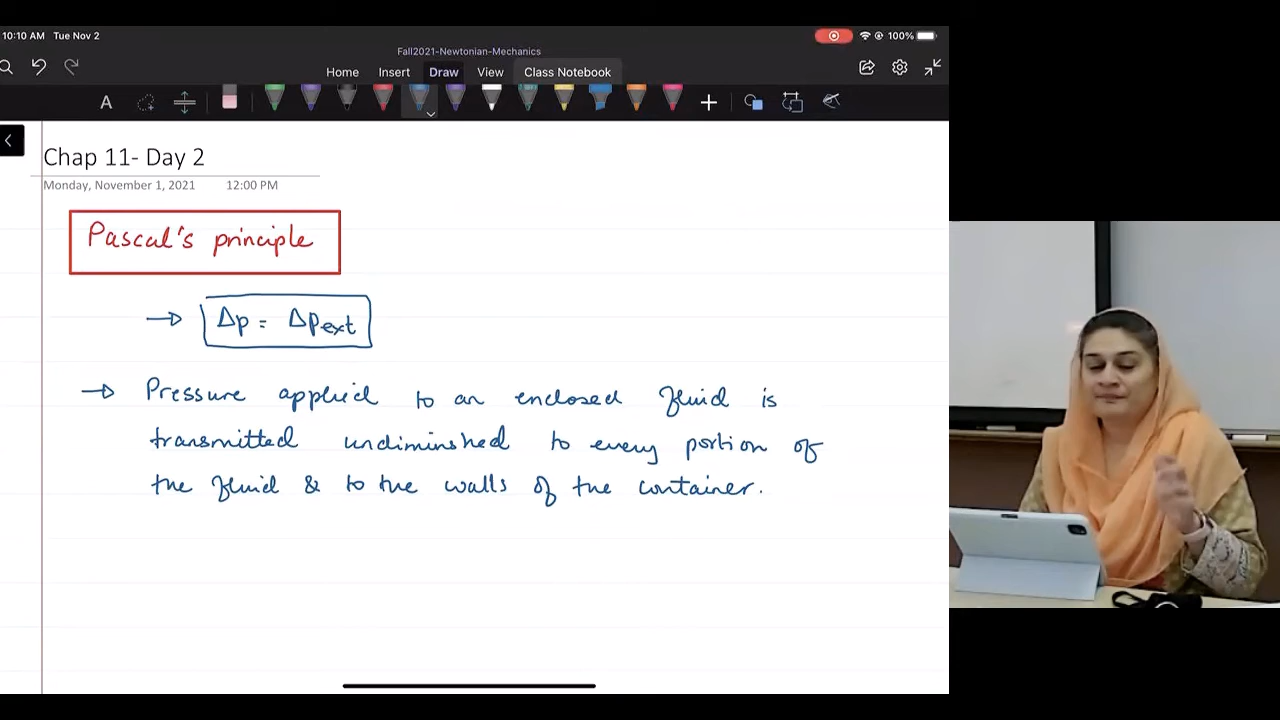 10:10 AM Tue Nov 2
100%
Fall2021-Newtonian-Mechanics
Home Insert Draw View Class Notebook
A
Chap 11- Day 2
Monday, November 1, 2021 12:00 PM
Pascal's principle
→ Δp = Δpext
→ Pressure applied to an enclosed fluid is
transmitted undiminshed to every portion of
the fluid & to the walls of the container.